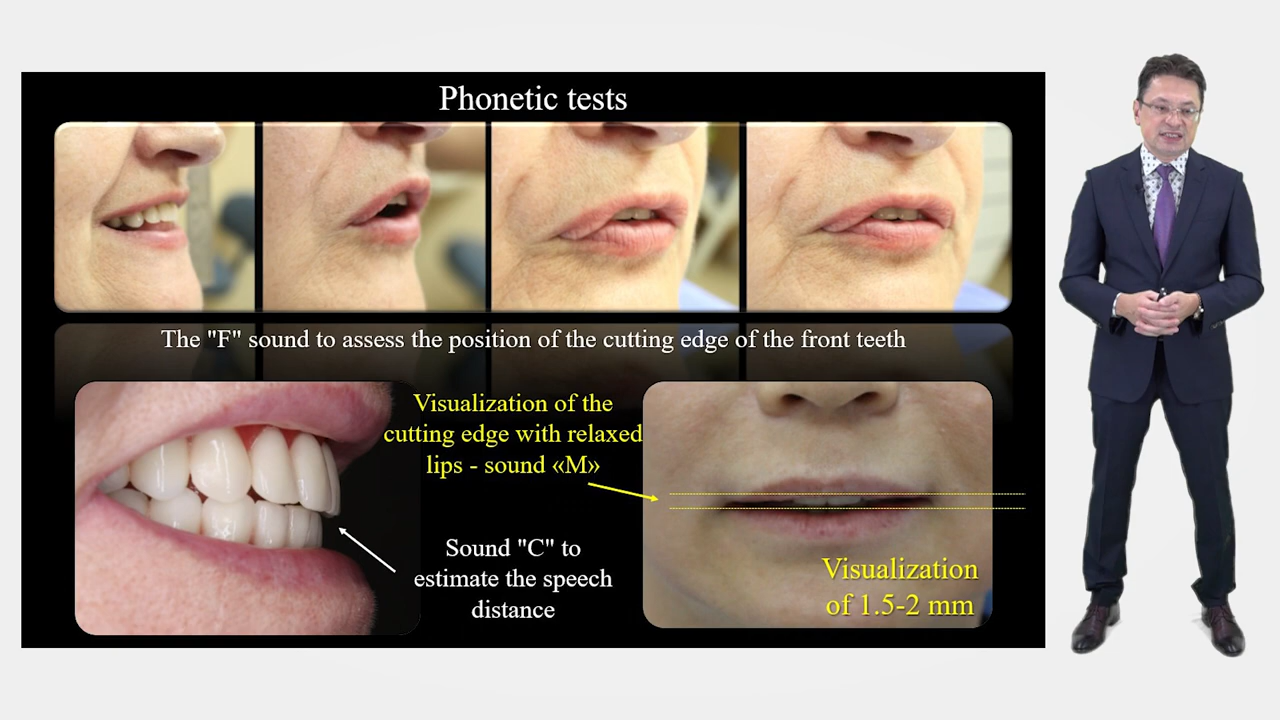 Phonetic tests
The "F" sound to assess the position of the cutting edge of the front teeth
Visualization of the
cutting edge with relaxed
lips - sound «M»
Sound "C" to
estimate the speech
distance
Visualization
of 1.5-2 mm